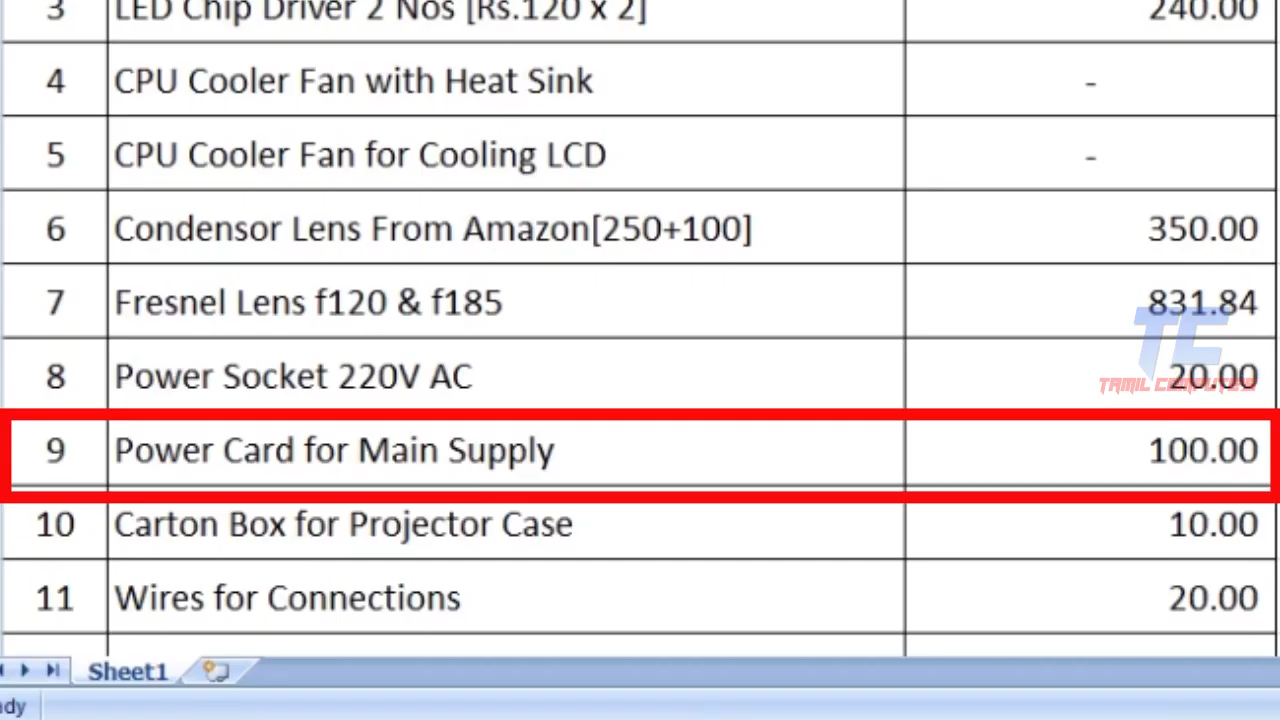 3 LED Chip Driver 2 Nos [Rs.120 x 2] 240.00
4 CPU Cooler Fan with Heat Sink -
5 CPU Cooler Fan for Cooling LCD -
6 Condensor Lens From Amazon[250+100] 350.00
7 Fresnel Lens f120 & f185 831.84
TC
8 Power Socket 220V AC 20.00
TAMIL COMPUTER
9 Power Card for Main Supply 100.00
10 Carton Box for Projector Case 10.00
11 Wires for Connections 20.00
Sheet1
ady